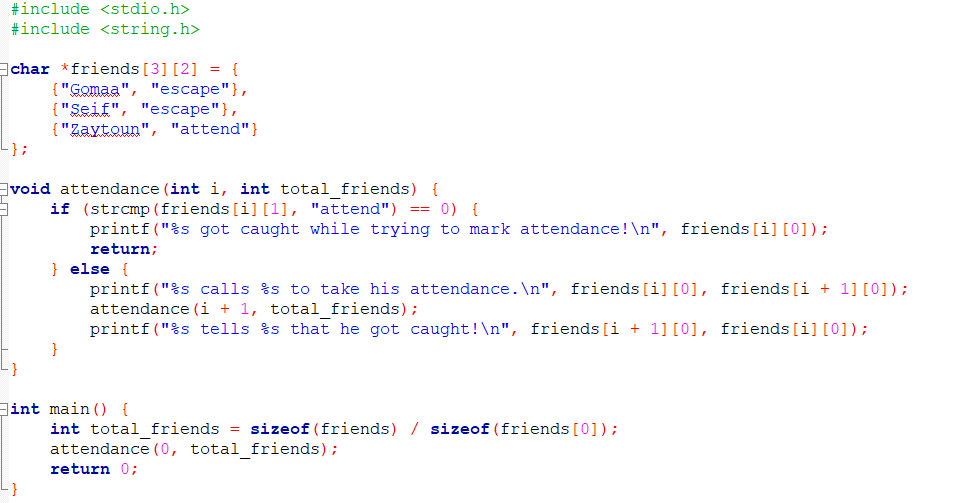 #include <stdio.h>
#include <string.h>

char *friends[3][2] = {
    {"Gomaa", "escape"},
    {"Seif", "escape"},
    {"Zaytoun", "attend"}
};

void attendance(int i, int total_friends) {
    if (strcmp(friends[i][1], "attend") == 0) {
        printf("%s got caught while trying to mark attendance!\n", friends[i][0]);
        return;
    } else {
        printf("%s calls %s to take his attendance.\n", friends[i][0], friends[i + 1][0]);
        attendance(i + 1, total_friends);
        printf("%s tells %s that he got caught!\n", friends[i + 1][0], friends[i][0]);
    }
}

int main() {
    int total_friends = sizeof(friends) / sizeof(friends[0]);
    attendance(0, total_friends);
    return 0;
}